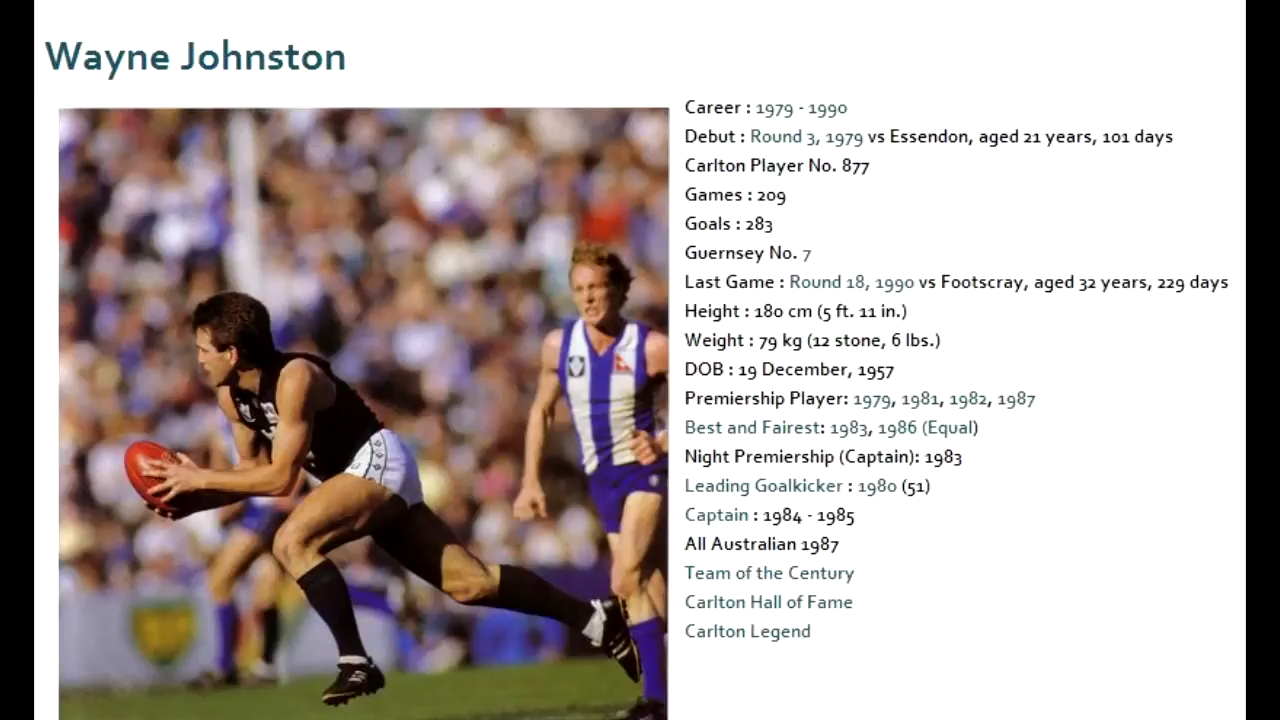 Wayne Johnston
Career : 1979 - 1990
Debut : Round 3, 1979 vs Essendon, aged 21 years, 101 days
Carlton Player No. 877
Games : 209
Goals : 283
Guernsey No. 7
Last Game : Round 18, 1990 vs Footscray, aged 32 years, 229 days
Height : 180 cm (5 ft. 11 in.)
Weight : 79 kg (12 stone, 6 lbs.)
DOB : 19 December, 1957
Premiership Player: 1979, 1981, 1982, 1987
Best and Fairest: 1983, 1986 (Equal)
Night Premiership (Captain): 1983
Leading Goalkicker : 1980 (51)
Captain : 1984 - 1985
All Australian 1987
Team of the Century
Carlton Hall of Fame
Carlton Legend